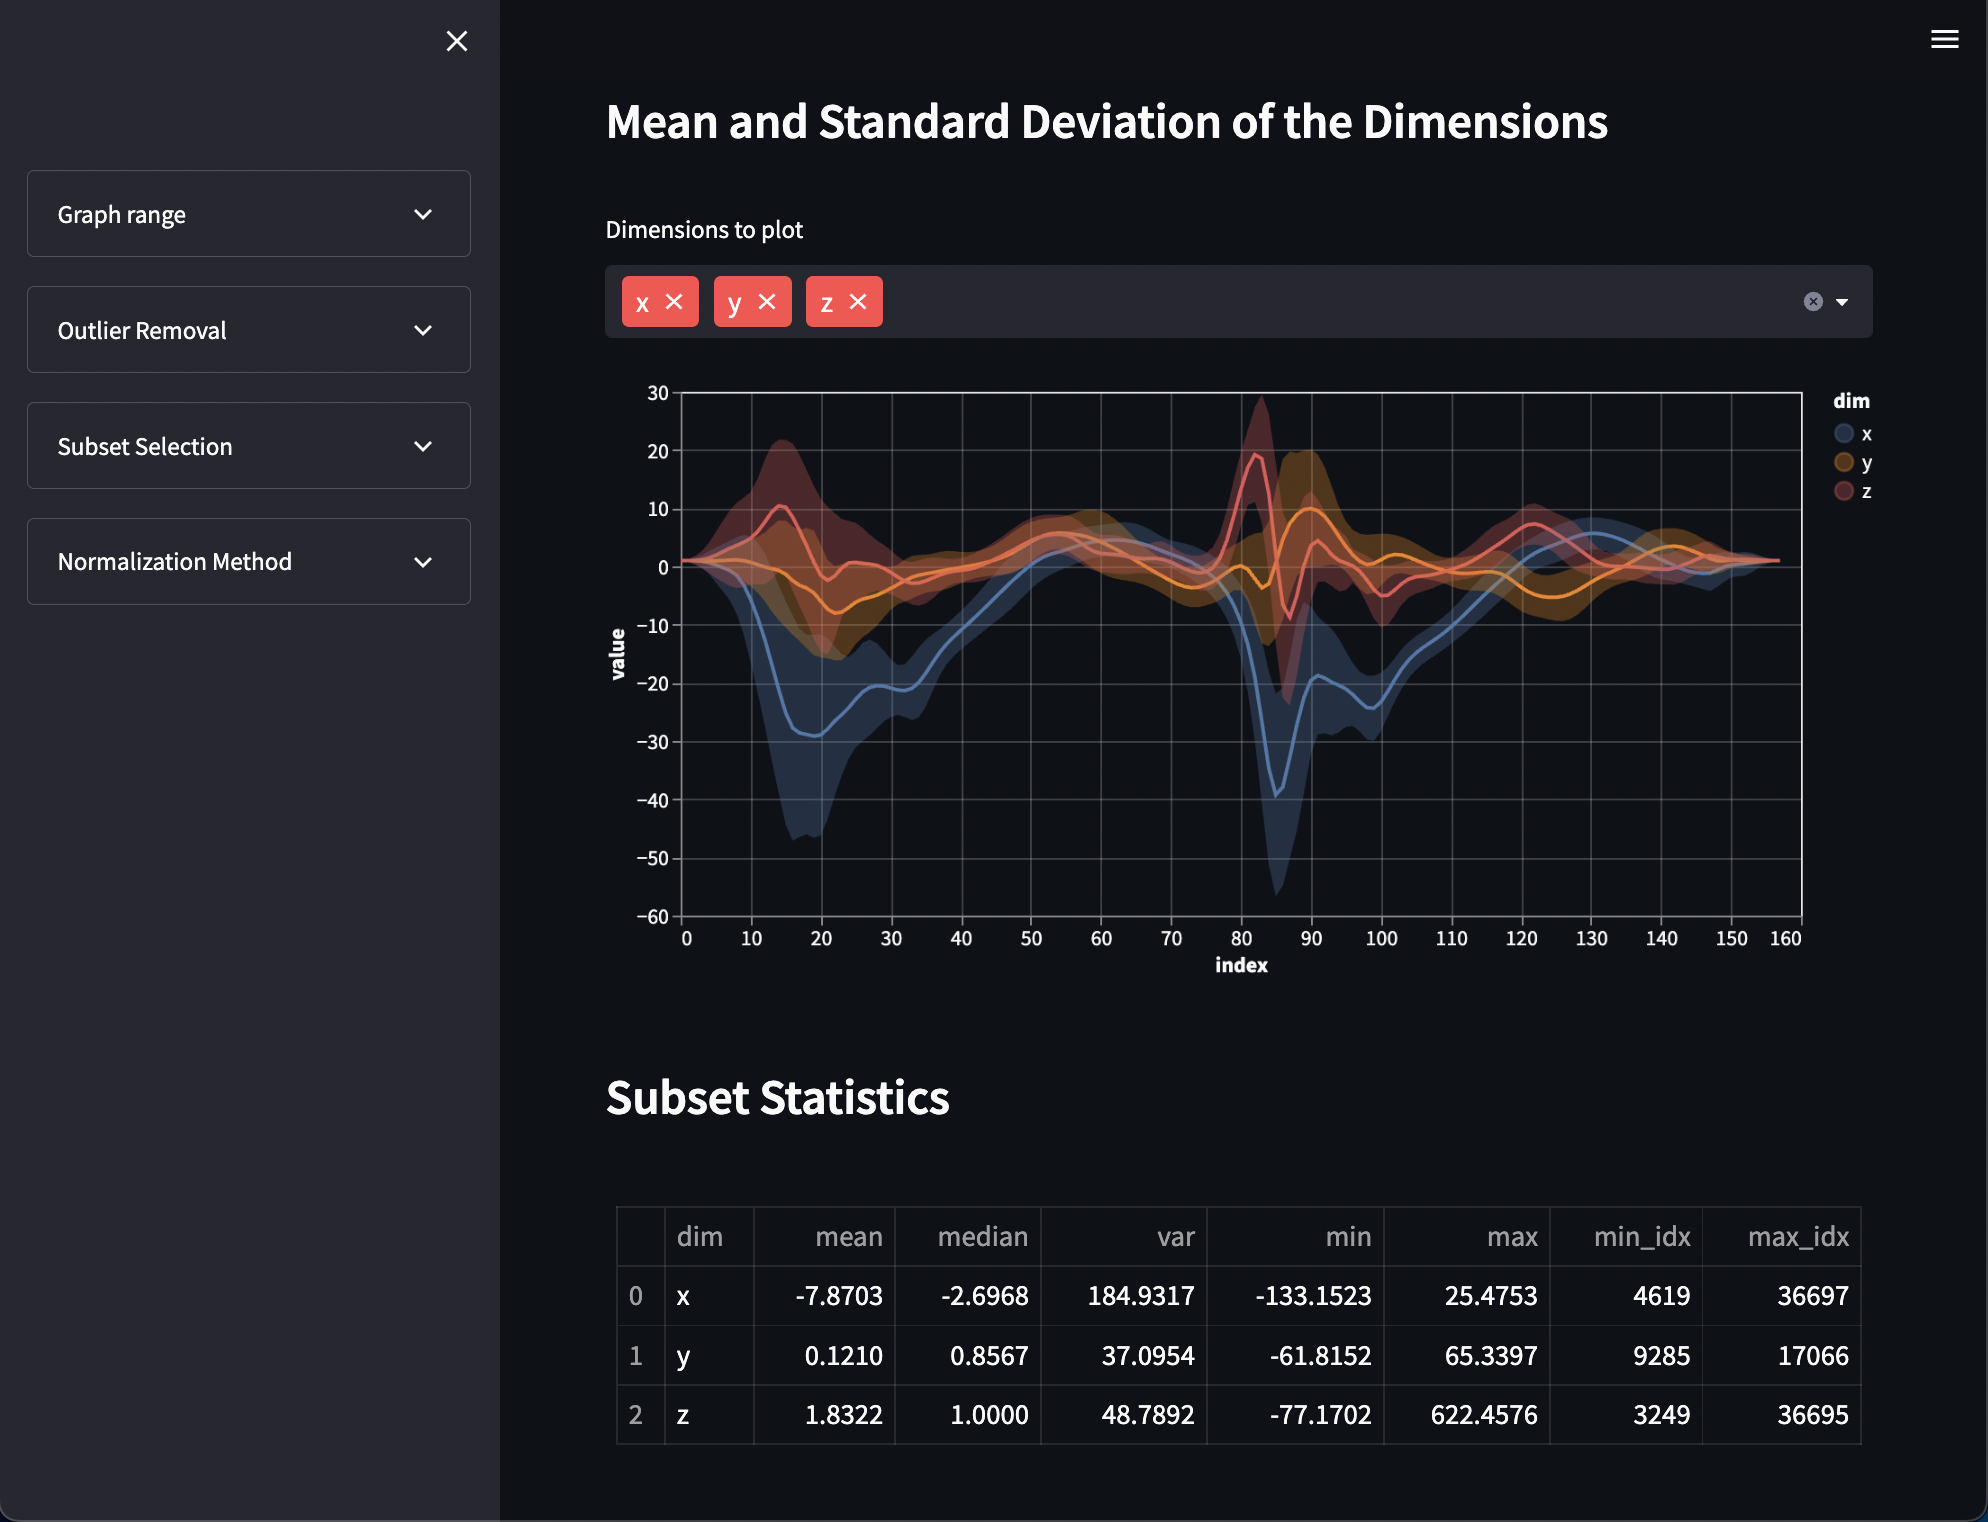 Graph range
Outlier Removal
Subset Selection
Normalization Method
Mean and Standard Deviation of the Dimensions
Dimensions to plot
x y z
30
20
10
0
−10
−20
−30
−40
−50
−60
value
0 10 20 30 40 50 60 70 80 90 100 110 120 130 140 150 160
index
dim
x
y
z
Subset Statistics
dim mean median var min max min_idx max_idx
0 x -7.8703 -2.6968 184.9317 -133.1523 25.4753 4619 36697
1 y 0.1210 0.8567 37.0954 -61.8152 65.3397 9285 17066
2 z 1.8322 1.0000 48.7892 -77.1702 622.4576 3249 36695